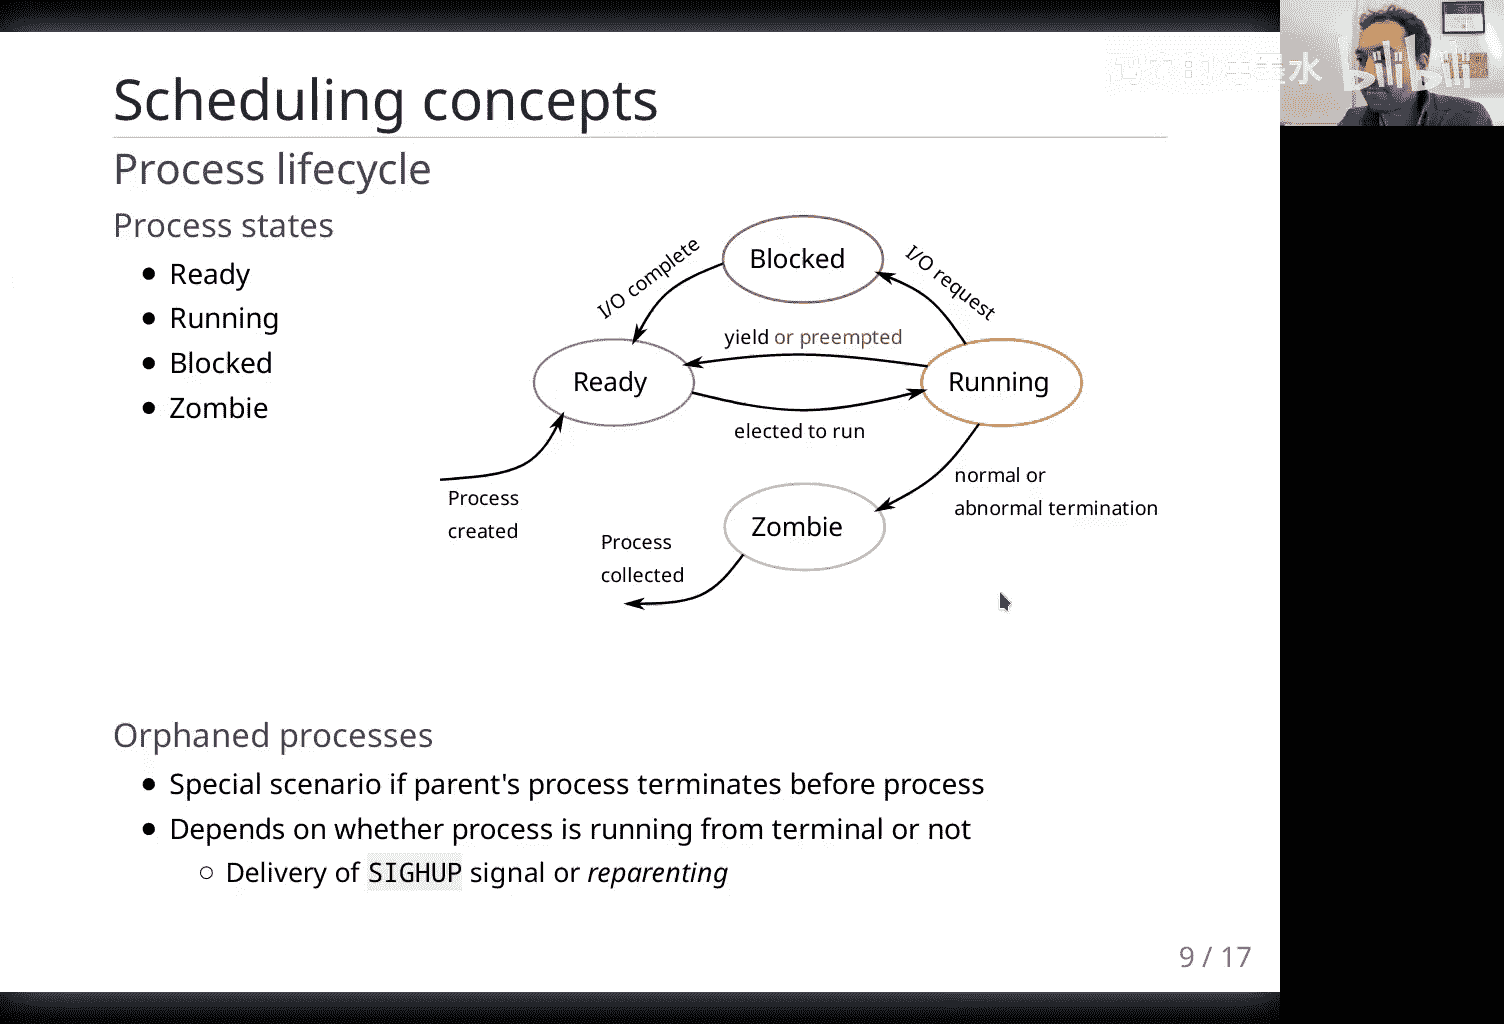 Scheduling concepts
Process lifecycle
Process states
● Ready
● Running
● Blocked
● Zombie
Blocked
I/O complete
I/O request
yield or preempted
Ready
Running
elected to run
Process
created
normal or
abnormal termination
Zombie
Process
collected
Orphaned processes
● Special scenario if parent's process terminates before process
● Depends on whether process is running from terminal or not
○ Delivery of SIGHUP signal or reparenting
9 / 17
水 bilibili